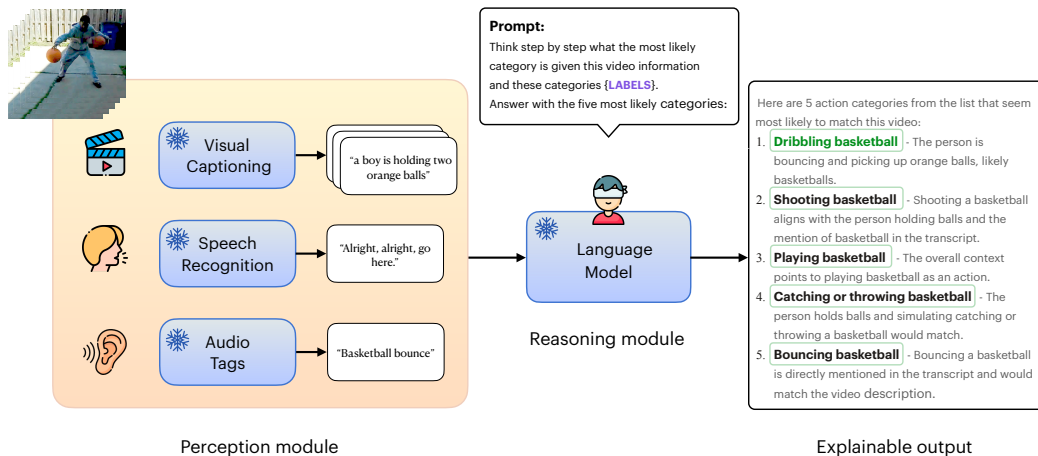 Prompt:
Think step by step what the most likely
category is given this video information
and these categories {LABELS}.
Answer with the five most likely categories:
Visual
Captioning
"a boy is holding two
orange balls"
Speech
Recognition
"Alright, alright, go
here."
Audio
Tags
"Basketball bounce"
Perception module
Language
Model
Reasoning module
Here are 5 action categories from the list that seem
most likely to match this video:
1. Dribbling basketball - The person is
bouncing and picking up orange balls, likely
basketballs.
2. Shooting basketball - Shooting a basketball
aligns with the person holding balls and the
mention of basketball in the transcript.
3. Playing basketball - The overall context
points to playing basketball as an action.
4. Catching or throwing basketball - The
person holds balls and simulating catching or
throwing a basketball would match.
5. Bouncing basketball - Bouncing a basketball
is directly mentioned in the transcript and would
match the video description.
Explainable output